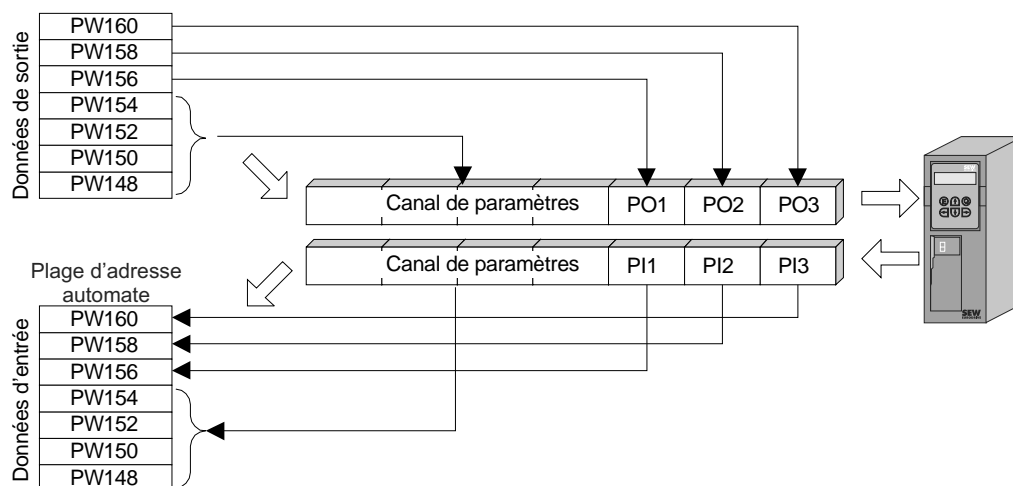 Données de sortie
PW160
PW158
PW156
PW154
PW152
PW150
PW148
Canal de paramètres
PO1
PO2
PO3
Canal de paramètres
PI1
PI2
PI3
Plage d'adresse
automate
Données d'entrée
PW160
PW158
PW156
PW154
PW152
PW150
PW148
SEW